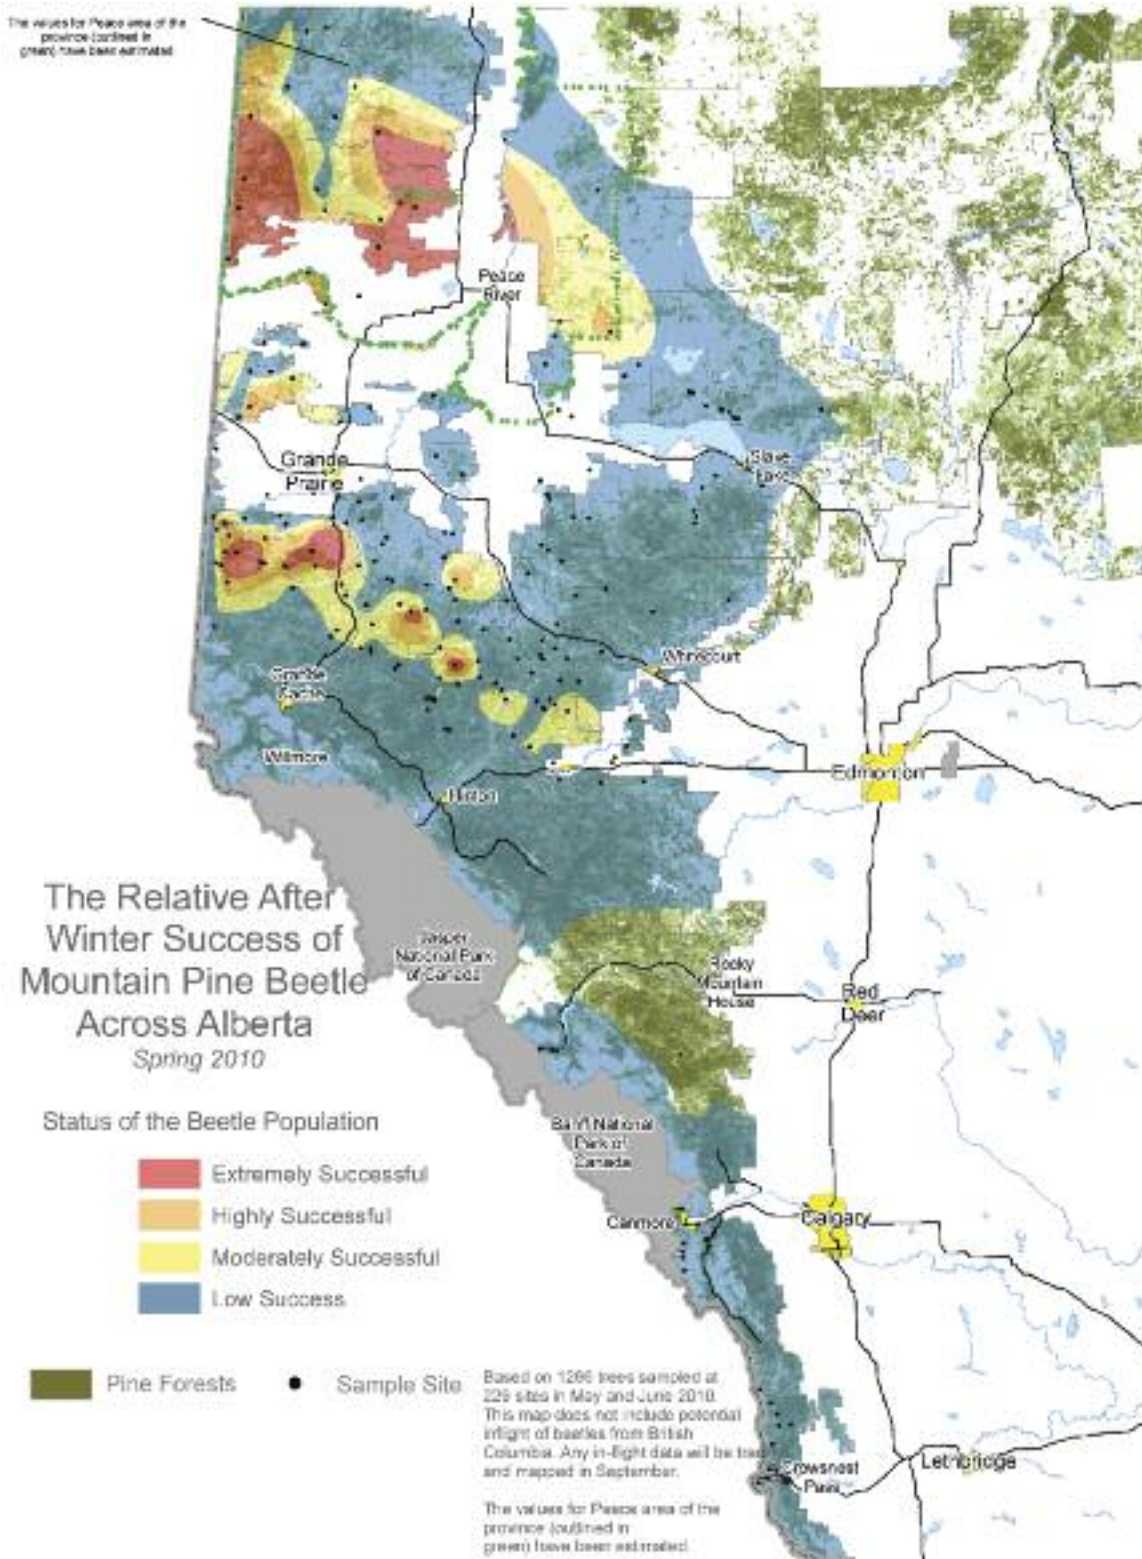 The values for Peace area of the
province (outlined in
green) have been estimated.
Peace
River
Grande
Prairie
Slave
Lake
Whitecourt
Grande
Cache
Willmore
Edmonton
Hinton
The Relative After
Winter Success of
Mountain Pine Beetle
Across Alberta
Spring 2010
Jasper
National Park
of Canada
Rocky
Mountain
House
Red
Deer
Banff National
Park of
Canada
Canmore
Calgary
Status of the Beetle Population
Extremely Successful
Highly Successful
Moderately Successful
Low Success
Pine Forests
Sample Site
Based on 1266 trees sampled at
226 sites in May and June 2010.
This map does not include potential
inflight of beetles from British
Columbia. Any in-flight data will be
and mapped in September.
The values for Peace area of the
province (outlined in
green) have been estimated.
Crowsnest
Pass
Lethbridge